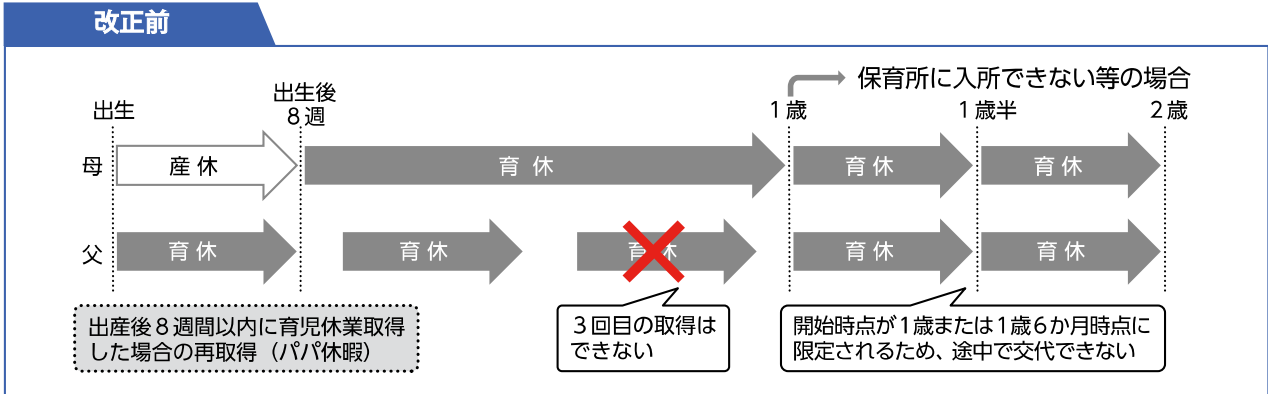 改正前
保育所に入所できない等の場合
出生
出生後
8週
1歳
1歳半
2歳
母
産休
育休
育休
育休
父
育休
育休
育休
育休
育休
出産後8週間以内に育児休業取得
した場合の再取得（パパ休暇）
3回目の取得は
できない
開始時点が1歳または1歳6か月時点に
限定されるため、途中で交代できない